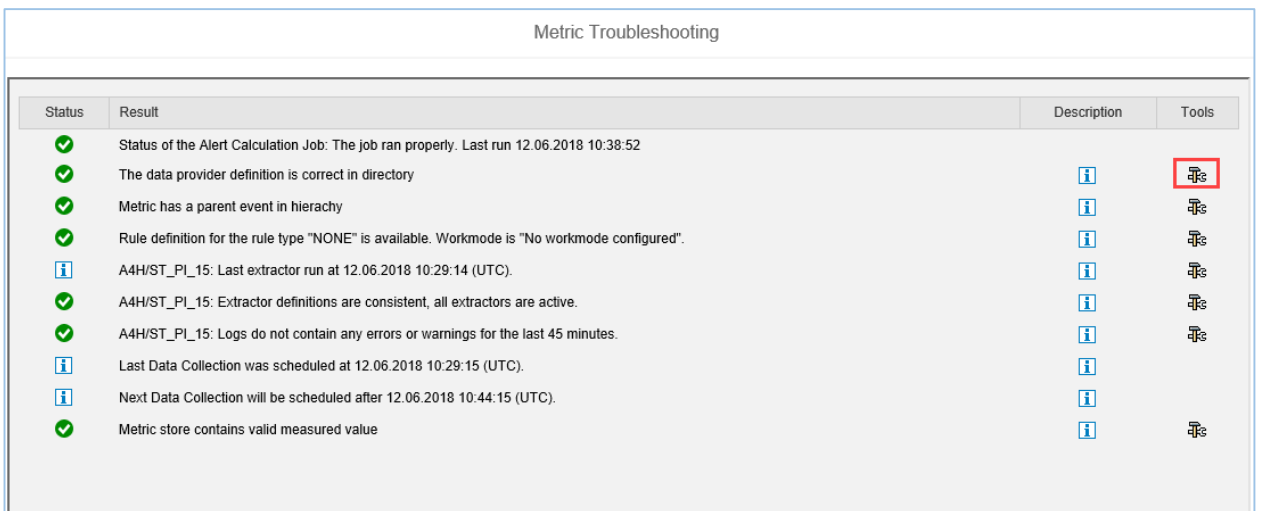 Metric Troubleshooting
Status Result Description Tools
Status of the Alert Calculation Job: The job ran properly. Last run 12.06.2018 10:38:52
The data provider definition is correct in directory
Metric has a parent event in hierachy
Rule definition for the rule type "NONE" is available. Workmode is "No workmode configured".
A4H/ST_PI_15: Last extractor run at 12.06.2018 10:29:14 (UTC).
A4H/ST_PI_15: Extractor definitions are consistent, all extractors are active.
A4H/ST_PI_15: Logs do not contain any errors or warnings for the last 45 minutes.
Last Data Collection was scheduled at 12.06.2018 10:29:15 (UTC).
Next Data Collection will be scheduled after 12.06.2018 10:44:15 (UTC).
Metric store contains valid measured value